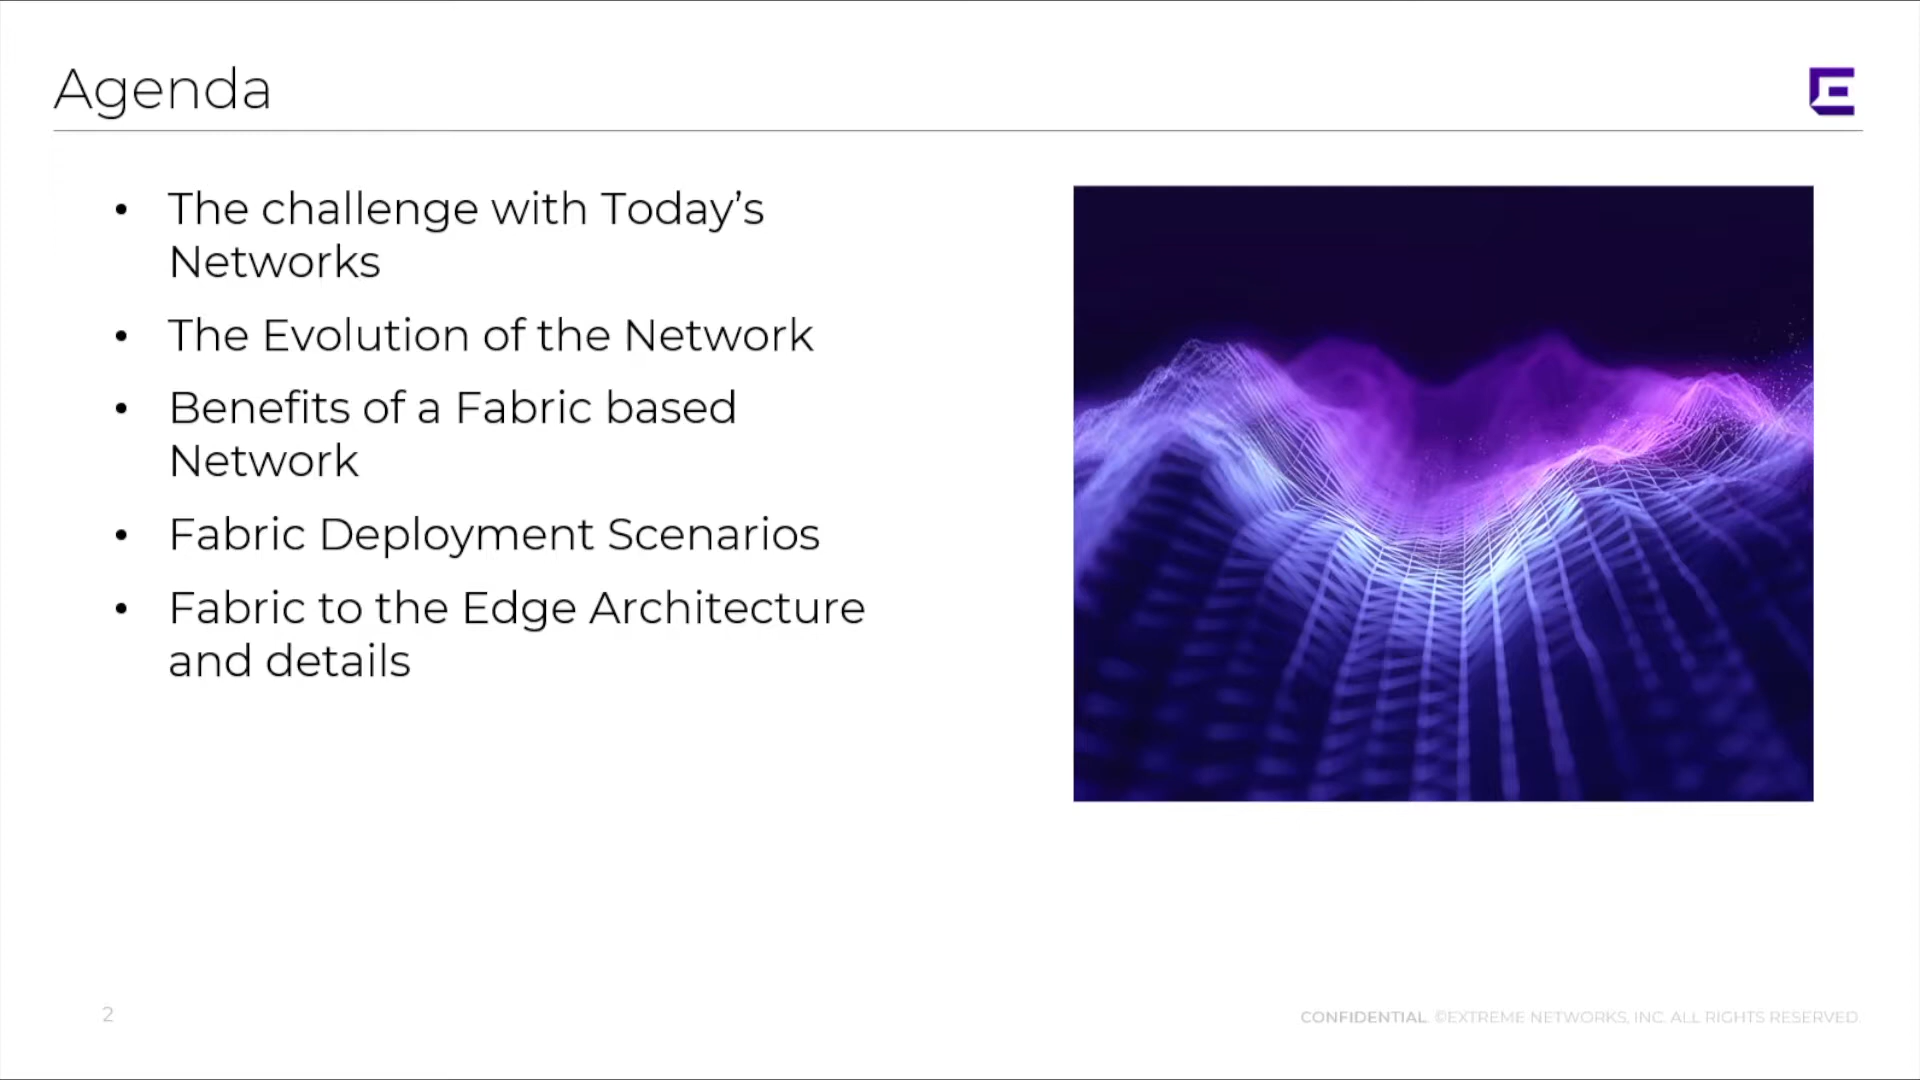 Agenda
• The challenge with Today’s
Networks
• The Evolution of the Network
• Benefits of a Fabric based
Network
• Fabric Deployment Scenarios
• Fabric to the Edge Architecture
and details
2
CONFIDENTIAL. ©EXTREME NETWORKS, INC. ALL RIGHTS RESERVED.